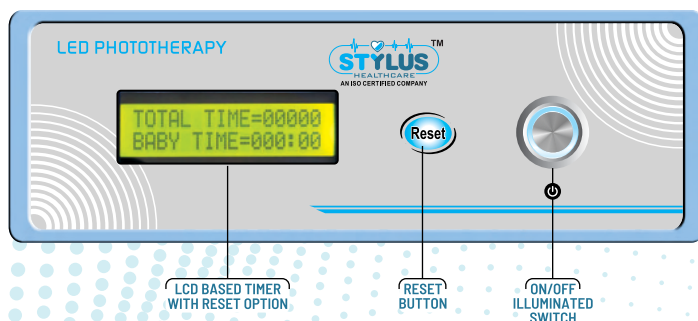 LED PHOTOTHERAPY
STYLUS TM
HEALTHCARE
AN ISO CERTIFIED COMPANY
TOTAL TIME=00000
BABY TIME=000:00
Reset
LCD BASED TIMER
WITH RESET OPTION
RESET
BUTTON
ON/OFF
ILLUMINATED
SWITCH